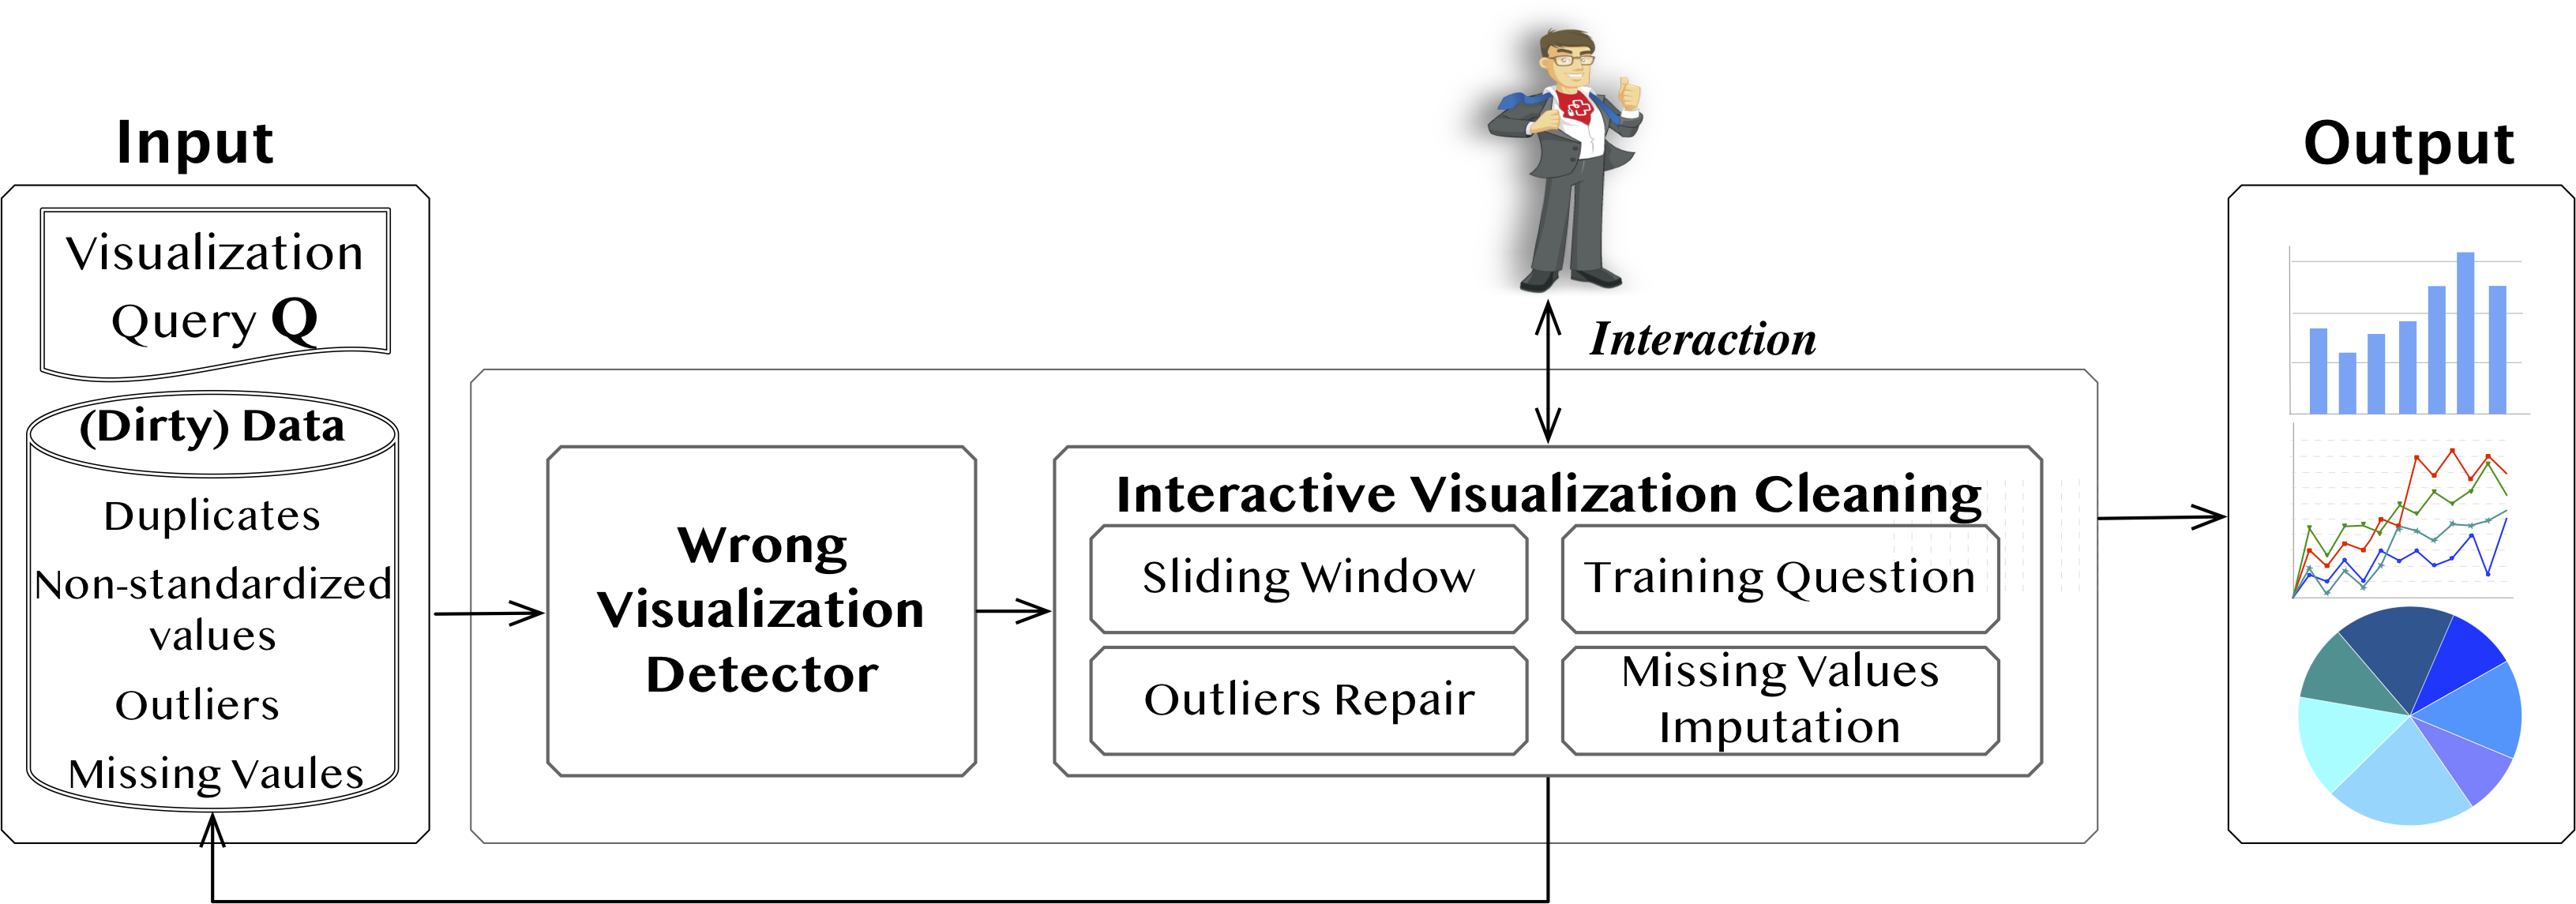 Input
Visualization
Query Q
(Dirty) Data
Duplicates
Non-standardized
values
Outliers
Missing Vaules
Wrong
Visualization
Detector
Interaction
Interactive Visualization Cleaning
Sliding Window
Training Question
Outliers Repair
Missing Values
Imputation
Output